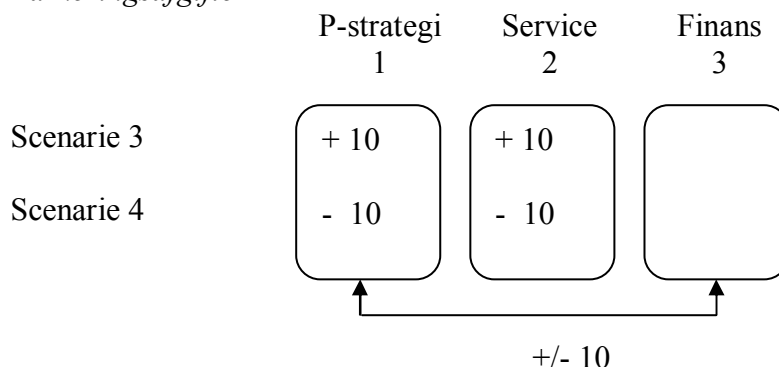 P-strategi Service Finans
1 2 3
Scenarie 3 + 10 + 10
Scenarie 4 - 10 - 10
+/- 10